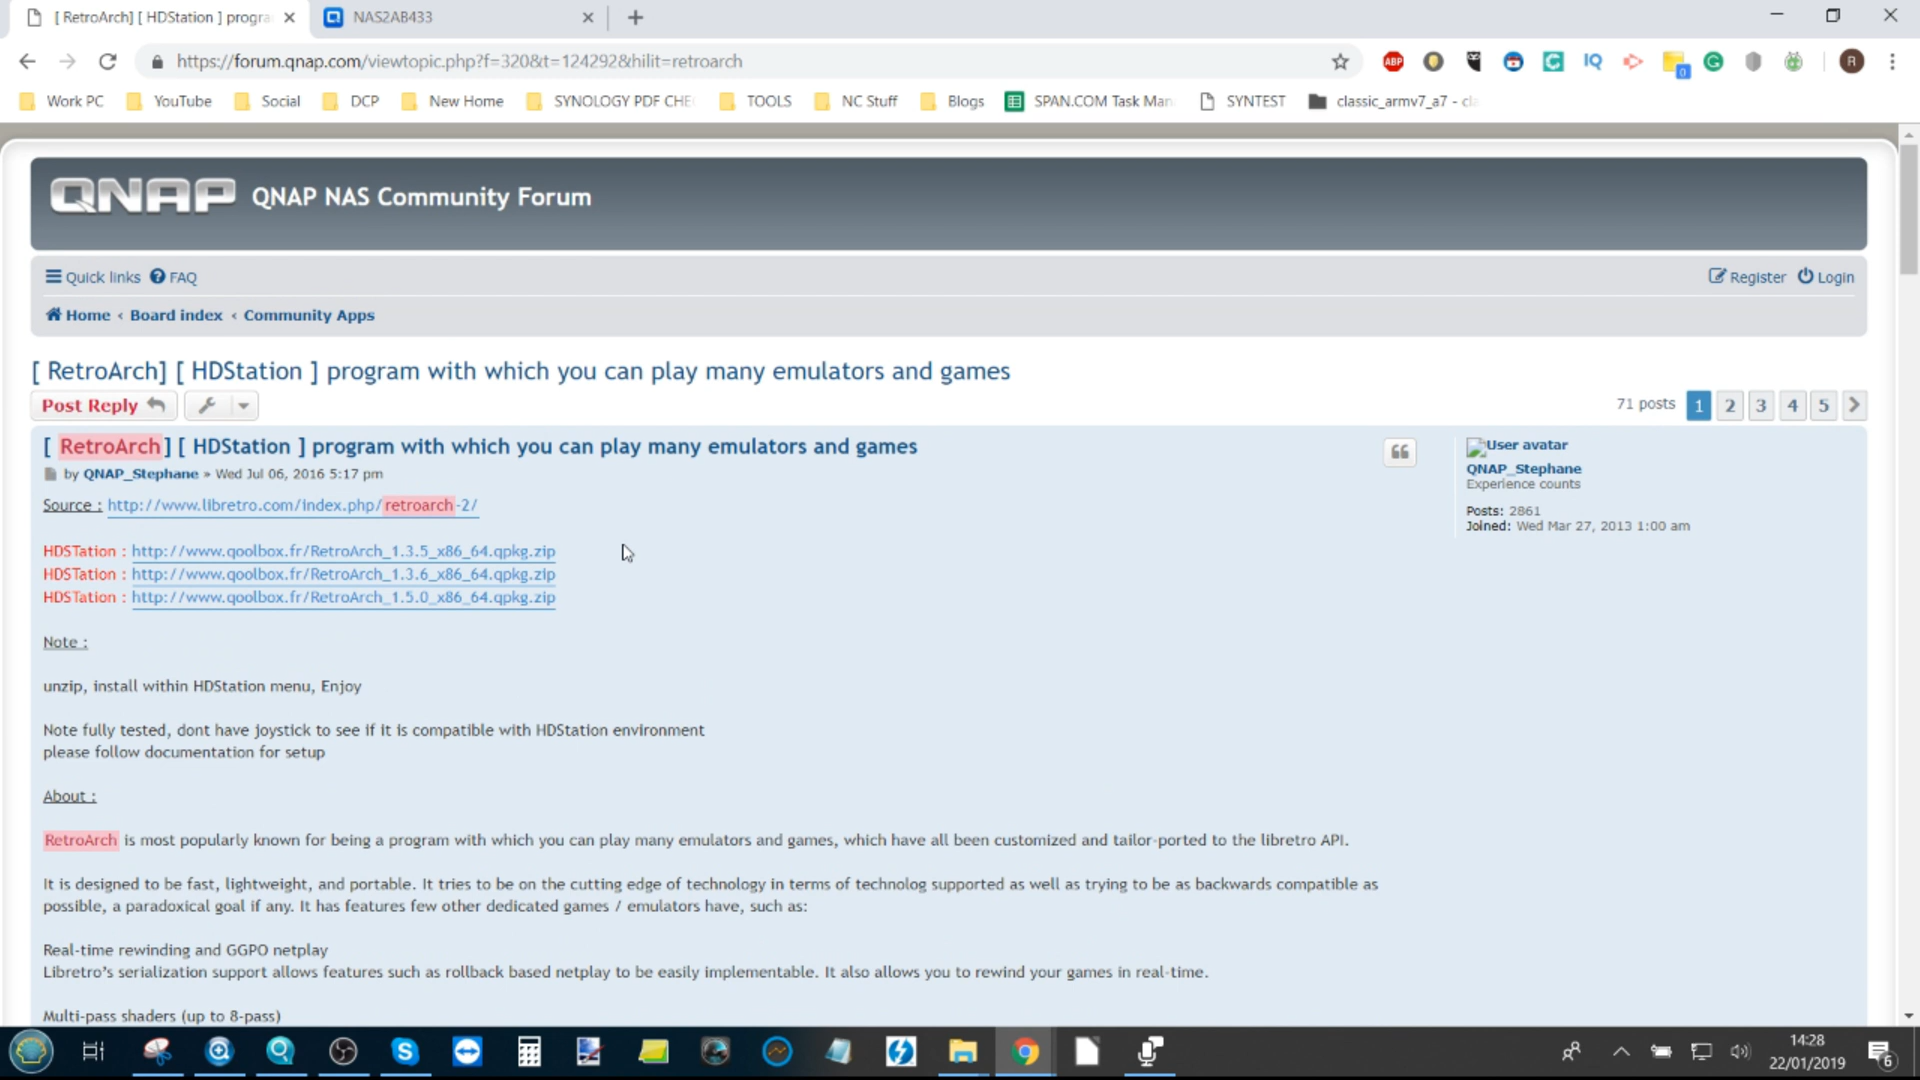 [ RetroArch] [ HDStation ] progra
NAS2AB433
https://forum.qnap.com/viewtopic.php?f=320&t=124292&hilit=retroarch
ABP
IQ
0
R
Work PC
YouTube
Social
DCP
New Home
SYNOLOGY PDF CHE
TOOLS
NC Stuff
Blogs
SPAN.COM Task Man
SYNTEST
classic_armv7_a7 - cla
QNAP
QNAP NAS Community Forum
Quick links
FAQ
Register
Login
Home ‹ Board index ‹ Community Apps
[ RetroArch] [ HDStation ] program with which you can play many emulators and games
Post Reply
71 posts 1 2 3 4 5
[ RetroArch] [ HDStation ] program with which you can play many emulators and games
by QNAP_Stephane » Wed Jul 06, 2016 5:17 pm
User avatar
QNAP_Stephane
Experience counts
Posts: 2861
Joined: Wed Mar 27, 2013 1:00 am
Source : http://www.libretro.com/index.php/retroarch-2/
HDSTation : http://www.qoolbox.fr/RetroArch_1.3.5_x86_64.qpkg.zip
HDSTation : http://www.qoolbox.fr/RetroArch_1.3.6_x86_64.qpkg.zip
HDSTation : http://www.qoolbox.fr/RetroArch_1.5.0_x86_64.qpkg.zip
Note :
unzip, install within HDStation menu, Enjoy
Note fully tested, dont have joystick to see if it is compatible with HDStation environment
please follow documentation for setup
About :
RetroArch is most popularly known for being a program with which you can play many emulators and games, which have all been customized and tailor-ported to the libretro API.
It is designed to be fast, lightweight, and portable. It tries to be on the cutting edge of technology in terms of technolog supported as well as trying to be as backwards compatible as
possible, a paradoxical goal if any. It has features few other dedicated games / emulators have, such as:
Real-time rewinding and GGPO netplay
Libretro's serialization support allows features such as rollback based netplay to be easily implementable. It also allows you to rewind your games in real-time.
Multi-pass shaders (up to 8-pass)
14:28
22/01/2019
6